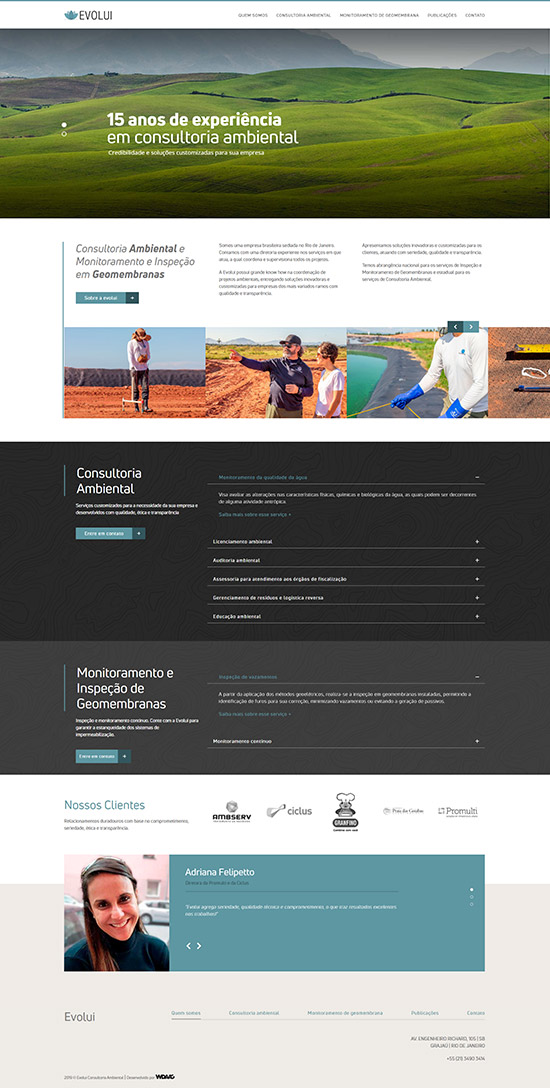 EVOLUI
QUEM SOMOS CONSULTORIA AMBIENTAL MONITORAMENTO DE GEOMEMBRANA PUBLICAÇÕES CONTATO
15 anos de experiência
em consultoria ambiental
Credibilidade e soluções customizadas para sua empresa
Consultoria Ambiental e
Monitoramento e Inspeção
em Geomembranas
Sobre a evolui
Somos uma empresa brasileira sediada no Rio de Janeiro.
Contamos com uma diretoria experiente nos serviços em que
atua, a qual coordena e supervisiona todos os projetos.
A Evolui possui grande know how na coordenação de
projetos ambientais, entregando soluções inovadoras e
customizadas para empresas dos mais variados ramos com
qualidade e transparência.
Apresentamos soluções inovadoras e customizadas para os
clientes, atuando com seriedade, qualidade e transparência.
Temos abrangência nacional para os serviços de Inspeção e
Monitoramento de Geomembranas e estadual para os
serviços de Consultoria Ambiental.
Consultoria
Ambiental
Serviços customizados para a necessidade da sua empresa e
desenvolvidos com qualidade, ética e transparência
Entre em contato
Monitoramento da qualidade da água
Visa avaliar as alterações nas características físicas, químicas e biológicas da água, as quais podem ser decorrentes
de alguma atividade antrópica.
Saiba mais sobre esse serviço +
Licenciamento ambiental
Auditoria ambiental
Assessoria para atendimento aos órgãos de fiscalização
Gerenciamento de resíduos e logística reversa
Educação ambiental
Monitoramento e
Inspeção de
Geomembranas
Inspeção e monitoramento contínuo. Conte com a Evolui para
garantir a estanqueidade dos sistemas de
impermeabilização.
Entre em contato
Inspeção de vazamentos
A partir da aplicação dos métodos geoelétricos, realiza-se a inspeção em geomembranas instaladas, permitindo a
identificação de furos para sua correção, minimizando vazamentos ou evitando a geração de passivos.
Saiba mais sobre esse serviço +
Monitoramento contínuo
Nossos Clientes
Relacionamentos duradouros com base no comprometimento,
seriedade, ética e transparência.
AMBSERV
ciclus
GRANFINO
Promulti
Adriana Felipetto
Diretora da Promotora da Ciclus
"Evolui agrega seriedade, qualidade técnica e comprometimento, o que traz resultados excelentes
nos trabalhos!"
Evolui
Quem somos Consultoria ambiental Monitoramento de geomembrana Publicações Contato
AV. ENGENHEIRO RICHARD, 105 | SB
GRAJAÚ | RIO DE JANEIRO
+55 (21) 3490 3414
2019 © Evolui Consultoria Ambiental | Desenvolvido por